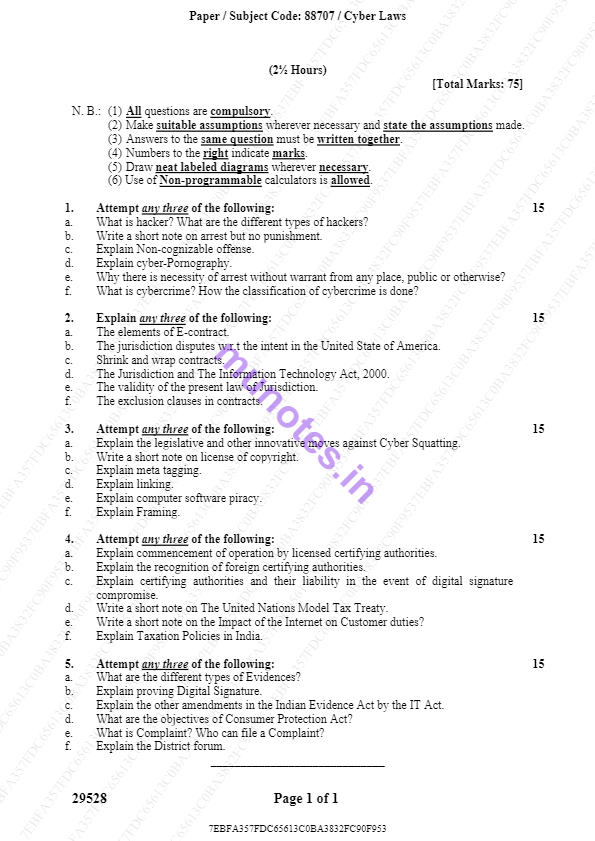 Paper / Subject Code: 88707 / Cyber Laws
(2½ Hours)
[Total Marks: 75]
N. B.: (1) All questions are compulsory.
(2) Make suitable assumptions wherever necessary and state the assumptions made.
(3) Answers to the same question must be written together.
(4) Numbers to the right indicate marks.
(5) Draw neat labeled diagrams wherever necessary.
(6) Use of Non-programmable calculators is allowed.
1. Attempt any three of the following: 15
a. What is hacker? What are the different types of hackers?
b. Write a short note on arrest but no punishment.
c. Explain Non-cognizable offense.
d. Explain cyber-Pornography.
e. Why there is necessity of arrest without warrant from any place, public or otherwise?
f. What is cybercrime? How the classification of cybercrime is done?
2. Explain any three of the following: 15
a. The elements of E-contract.
b. The jurisdiction disputes w.r.t the intent in the United State of America.
c. Shrink and wrap contracts.
d. The Jurisdiction and The Information Technology Act, 2000.
e. The validity of the present law of Jurisdiction.
f. The exclusion clauses in contracts.
munotes.in
3. Attempt any three of the following: 15
a. Explain the legislative and other innovative moves against Cyber Squatting.
b. Write a short note on license of copyright.
c. Explain meta tagging.
d. Explain linking.
e. Explain computer software piracy.
f. Explain Framing.
4. Attempt any three of the following: 15
a. Explain commencement of operation by licensed certifying authorities.
b. Explain the recognition of foreign certifying authorities.
c. Explain certifying authorities and their liability in the event of digital signature
compromise.
d. Write a short note on The United Nations Model Tax Treaty.
e. Write a short note on the Impact of the Internet on Customer duties?
f. Explain Taxation Policies in India.
5. Attempt any three of the following: 15
a. What are the different types of Evidences?
b. Explain proving Digital Signature.
c. Explain the other amendments in the Indian Evidence Act by the IT Act.
d. What are the objectives of Consumer Protection Act?
e. What is Complaint? Who can file a Complaint?
f. Explain the District forum.
29528 Page 1 of 1
7EBFA357FDC65613C0BA3832FC90F953